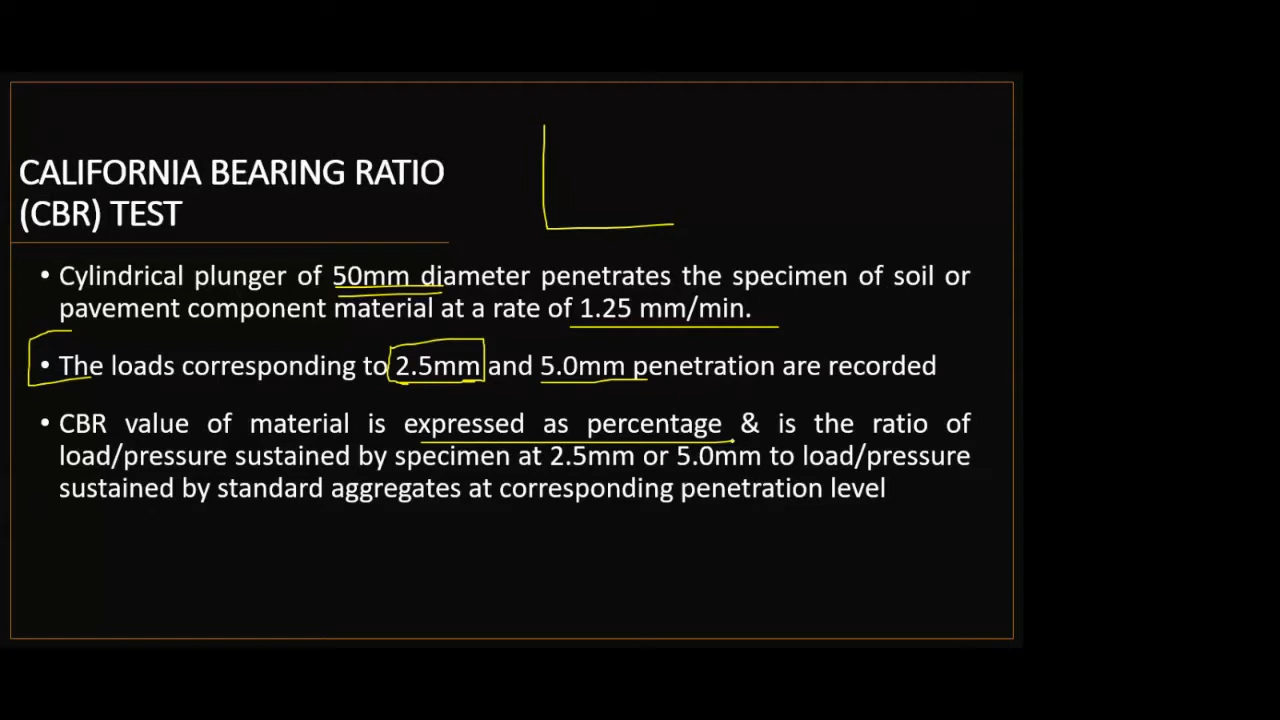 CALIFORNIA BEARING RATIO
(CBR) TEST
• Cylindrical plunger of 50mm diameter penetrates the specimen of soil or
pavement component material at a rate of 1.25 mm/min.
• The loads corresponding to 2.5mm and 5.0mm penetration are recorded
• CBR value of material is expressed as percentage & is the ratio of
load/pressure sustained by specimen at 2.5mm or 5.0mm to load/pressure
sustained by standard aggregates at corresponding penetration level